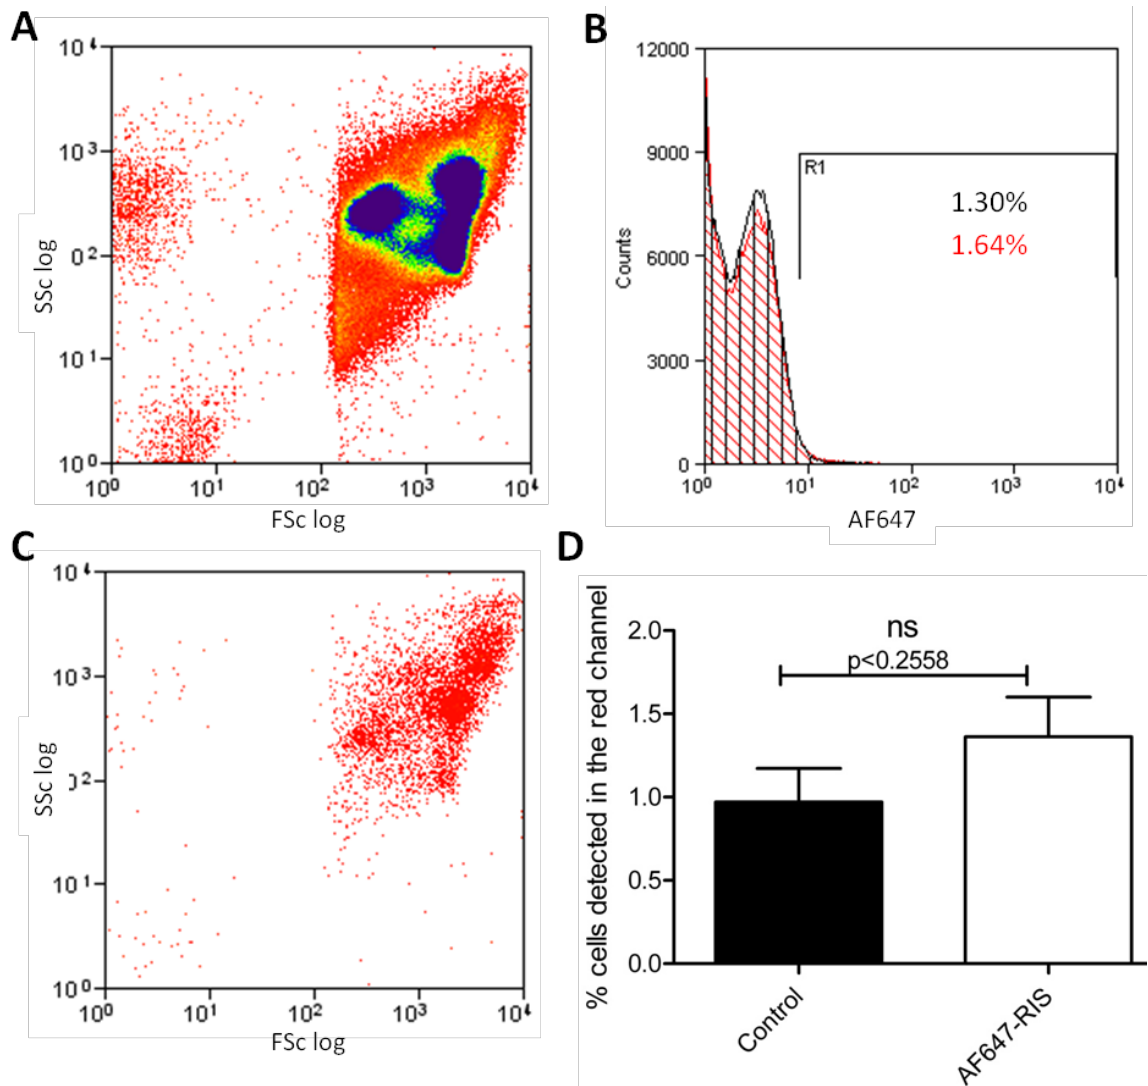 A
SSc log
10⁴
10³
0²
10¹
10⁰
10⁰ 10¹ 10² 10³ 10⁴
FSc log
B
Counts
12000
9000
6000
3000
0
R1
1.30%
1.64%
10⁰ 10¹ 10² 10³ 10⁴
AF647
C
SSc log
10⁴
10³
0²
10¹
10⁰
10⁰ 10¹ 10² 10³ 10⁴
FSc log
D
% cells detected in the red channel
2.0
1.5
1.0
0.5
0.0
ns
p<0.2558
Control
AF647-RIS